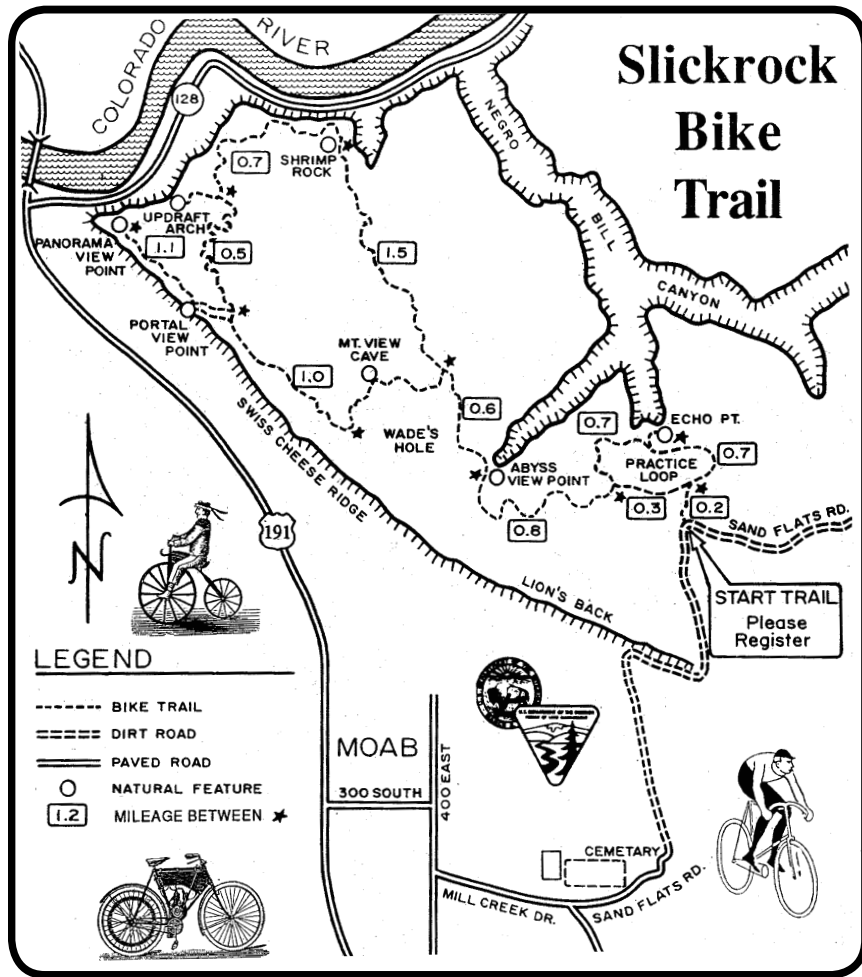 Slickrock
Bike
Trail
COLORADO
RIVER
128
NEGRO
BILL
CANYON
0.7
SHRIMP
ROCK
UPDRAFT
ARCH
PANORAMA
VIEW
POINT
1.1
0.5
1.5
PORTAL
VIEW
POINT
MT. VIEW
CAVE
1.0
0.6
WADE'S
HOLE
SWISS CHEESE RIDGE
0.7
ECHO PT.
0.7
PRACTICE
LOOP
ABYSS
VIEW POINT
0.8
0.3
0.2
SAND FLATS RD.
191
LION'S BACK
START TRAIL
Please
Register
N
LEGEND
BIKE TRAIL
DIRT ROAD
PAVED ROAD
NATURAL FEATURE
1.2
MILEAGE BETWEEN
MOAB
300 SOUTH
400 EAST
CEMETARY
MILL CREEK DR.
SAND FLATS RD.